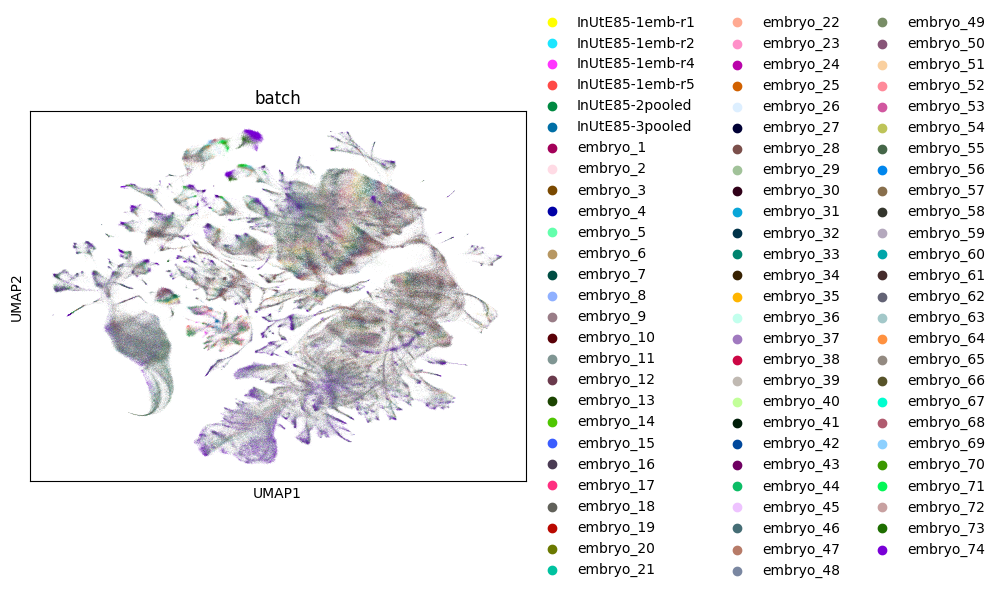 batch
UMAP2
UMAP1
InUtE85-1emb-r1
InUtE85-1emb-r2
InUtE85-1emb-r4
InUtE85-1emb-r5
InUtE85-2pooled
InUtE85-3pooled
embryo_1
embryo_2
embryo_3
embryo_4
embryo_5
embryo_6
embryo_7
embryo_8
embryo_9
embryo_10
embryo_11
embryo_12
embryo_13
embryo_14
embryo_15
embryo_16
embryo_17
embryo_18
embryo_19
embryo_20
embryo_21
embryo_22
embryo_23
embryo_24
embryo_25
embryo_26
embryo_27
embryo_28
embryo_29
embryo_30
embryo_31
embryo_32
embryo_33
embryo_34
embryo_35
embryo_36
embryo_37
embryo_38
embryo_39
embryo_40
embryo_41
embryo_42
embryo_43
embryo_44
embryo_45
embryo_46
embryo_47
embryo_48
embryo_49
embryo_50
embryo_51
embryo_52
embryo_53
embryo_54
embryo_55
embryo_56
embryo_57
embryo_58
embryo_59
embryo_60
embryo_61
embryo_62
embryo_63
embryo_64
embryo_65
embryo_66
embryo_67
embryo_68
embryo_69
embryo_70
embryo_71
embryo_72
embryo_73
embryo_74